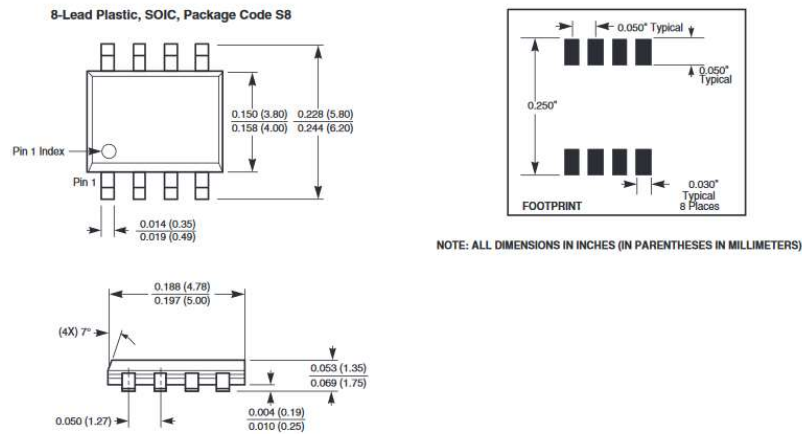 8-Lead Plastic, SOIC, Package Code S8
0.150 (3.80)
0.158 (4.00)
0.228 (5.80)
0.244 (6.20)
Pin 1 Index
Pin 1
0.014 (0.35)
0.019 (0.49)
0.050" Typical
0.050"
Typical
0.250"
0.030"
Typical
8 Places
FOOTPRINT
NOTE: ALL DIMENSIONS IN INCHES (IN PARENTHESES IN MILLIMETERS)
0.188 (4.78)
0.197 (5.00)
(4X) 7°
0.053 (1.35)
0.069 (1.75)
0.050 (1.27)
0.004 (0.19)
0.010 (0.25)